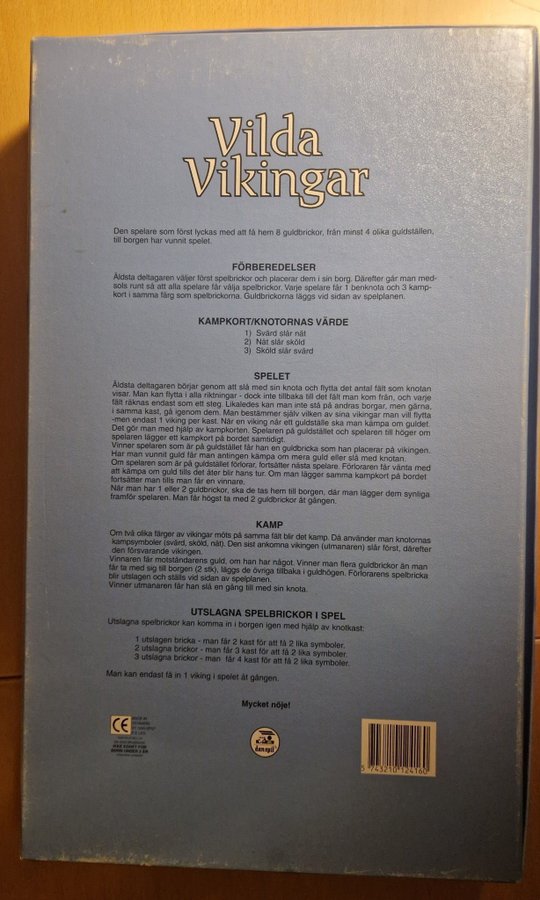 Vilda
Vikingar
Den spelare som först lyckas med att få hem 8 guldbrickor, från minst 4 olika guldställen,
till borgen har vunnit spelet.
FÖRBEREDELSER
Äldsta deltagaren väljer först spelbrickor och placerar dem i sin borg. Därefter går man med-
sols runt så att alla spelare får välja spelbrickor. Varje spelare får 1 benknota och 3 kamp-
kort i samma färg som spelbrickorna. Guldbrickorna läggs vid sidan av spelplanen.
KAMPKORT/KNOTORNAS VÄRDE
1) Svärd slår nät
2) Nät slår sköld
3) Sköld slår svärd
SPELET
Äldsta deltagaren börjar genom att slå med sin knota och flytta det antal fält som knotan
visar. Man kan flytta i alla riktningar - dock inte tillbaka till det fält man kom från, och varje
fält räknas endast som ett steg. Likaledes kan man inte stå på andras borgar, men gärna,
i samma kast, gå igenom dem. Man bestämmer själv vilken av sina vikingar man vill flytta
-men endast 1 viking per kast. När en viking når ett guldställe ska man kämpa om guldet.
Det gör man med hjälp av kampkorten. Spelaren på guldstället och spelaren till höger om
spelaren lägger ett kampkort på bordet samtidigt.
Vinner spelaren som är på guldstället får han en guldbricka som han placerar på vikingen.
Har man vunnit guld får man antingen kämpa om mera guld eller slå med knotan.
Om spelaren som är på guldstället förlorar, fortsätter nästa spelare. Förloraren får vänta med
att kämpa om guld tills det åter blir hans tur. Om man lägger samma kampkort på bordet
fortsätter man tills man får en vinnare.
När man har 1 eller 2 guldbrickor, ska de tas hem till borgen, där man lägger dem synliga
framför spelaren. Man får högst ta med 2 guldbrickor åt gången.
KAMP
Om två olika färger av vikingar möts på samma fält blir det kamp. Då använder man knotornas
kampsymboler (svärd, sköld, nät). Den sist ankomna vikingen (utmanaren) slår först, därefter
den försvarande vikingen.
Vinnaren får motståndarens guld, om han har något. Vinner man flera guldbrickor än man
får ta med sig till borgen (2 stk), läggs de övriga tillbaka i guldhögen. Förlorarens spelbricka
blir utslagen och ställs vid sidan av spelplanen.
Vinner utmanaren får han slå en gång till med sin knota.
UTSLAGNA SPELBRICKOR I SPEL
Utslagna spelbrickor kan komma in i borgen igen med hjälp av knotkast:
1 utslagen bricka - man får 2 kast för att få 2 lika symboler.
2 utslagna brickor - man får 3 kast för att få 2 lika symboler.
3 utslagna brickor - man får 4 kast för att få 2 lika symboler.
Man kan endast få in 1 viking i spelet åt gången.
Mycket nöje!
CE
MADE IN
danspil
5 743210 124160